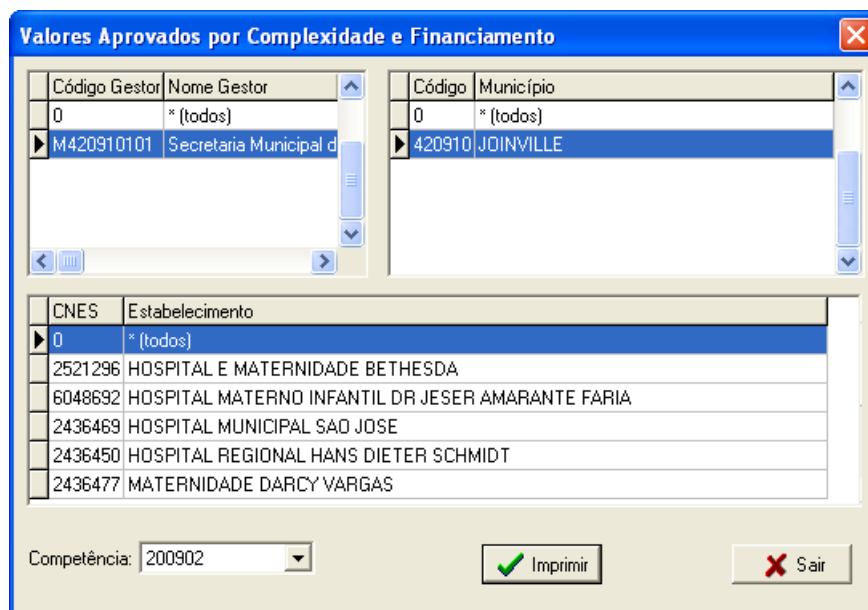 Valores Aprovados por Complexidade e Financiamento
Código Gestor Nome Gestor
0 * (todos)
M420910101 Secretaria Municipal d
Código Município
0 * (todos)
420910 JOINVILLE
CNES Estabelecimento
0 * (todos)
2521296 HOSPITAL E MATERNIDADE BETHESDA
6048692 HOSPITAL MATERNO INFANTIL DR JESER AMARANTE FARIA
2436469 HOSPITAL MUNICIPAL SAO JOSE
2436450 HOSPITAL REGIONAL HANS DIETER SCHMIDT
2436477 MATERNIDADE DARCY VARGAS
Competência: 200902 Imprimir Sair